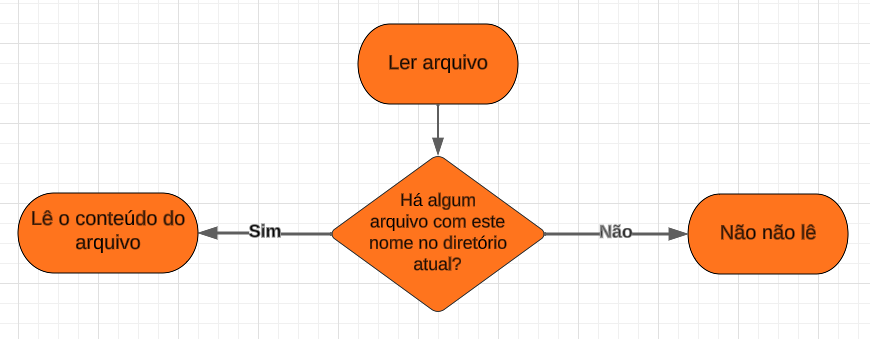 Ler arquivo
Há algum
arquivo com este
nome no diretório
atual?
Lê o conteúdo do
arquivo
Sim
Não
Não não lê